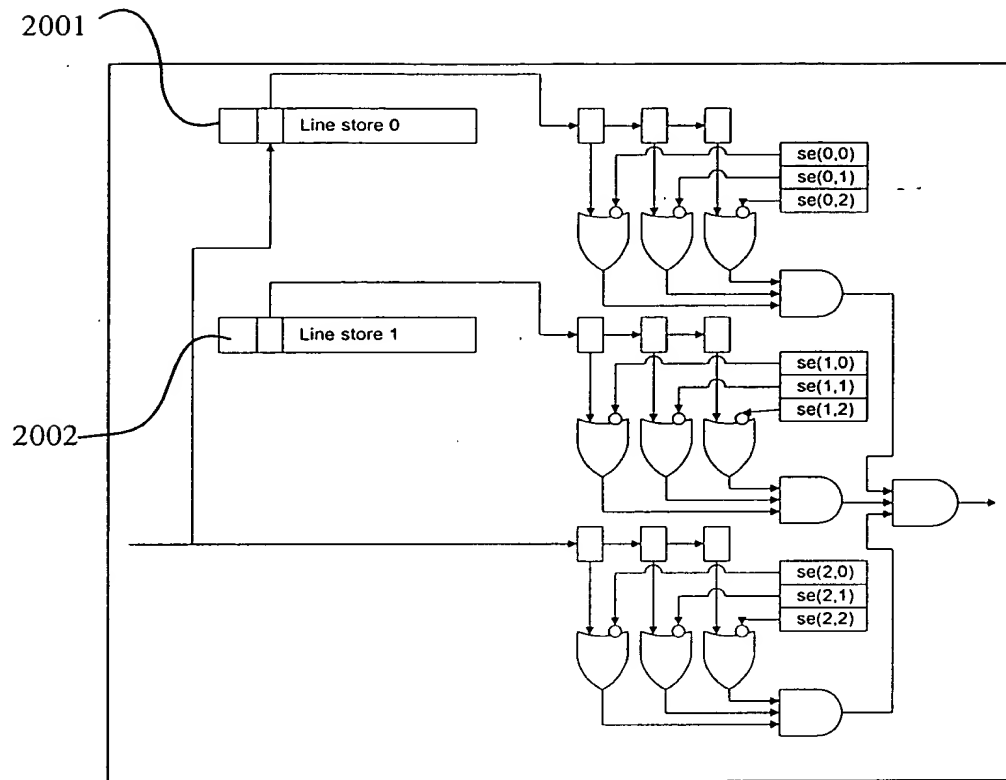 2001
Line store 0
se(0,0)
se(0,1)
se(0,2)
Line store 1
se(1,0)
se(1,1)
se(1,2)
2002
se(2,0)
se(2,1)
se(2,2)